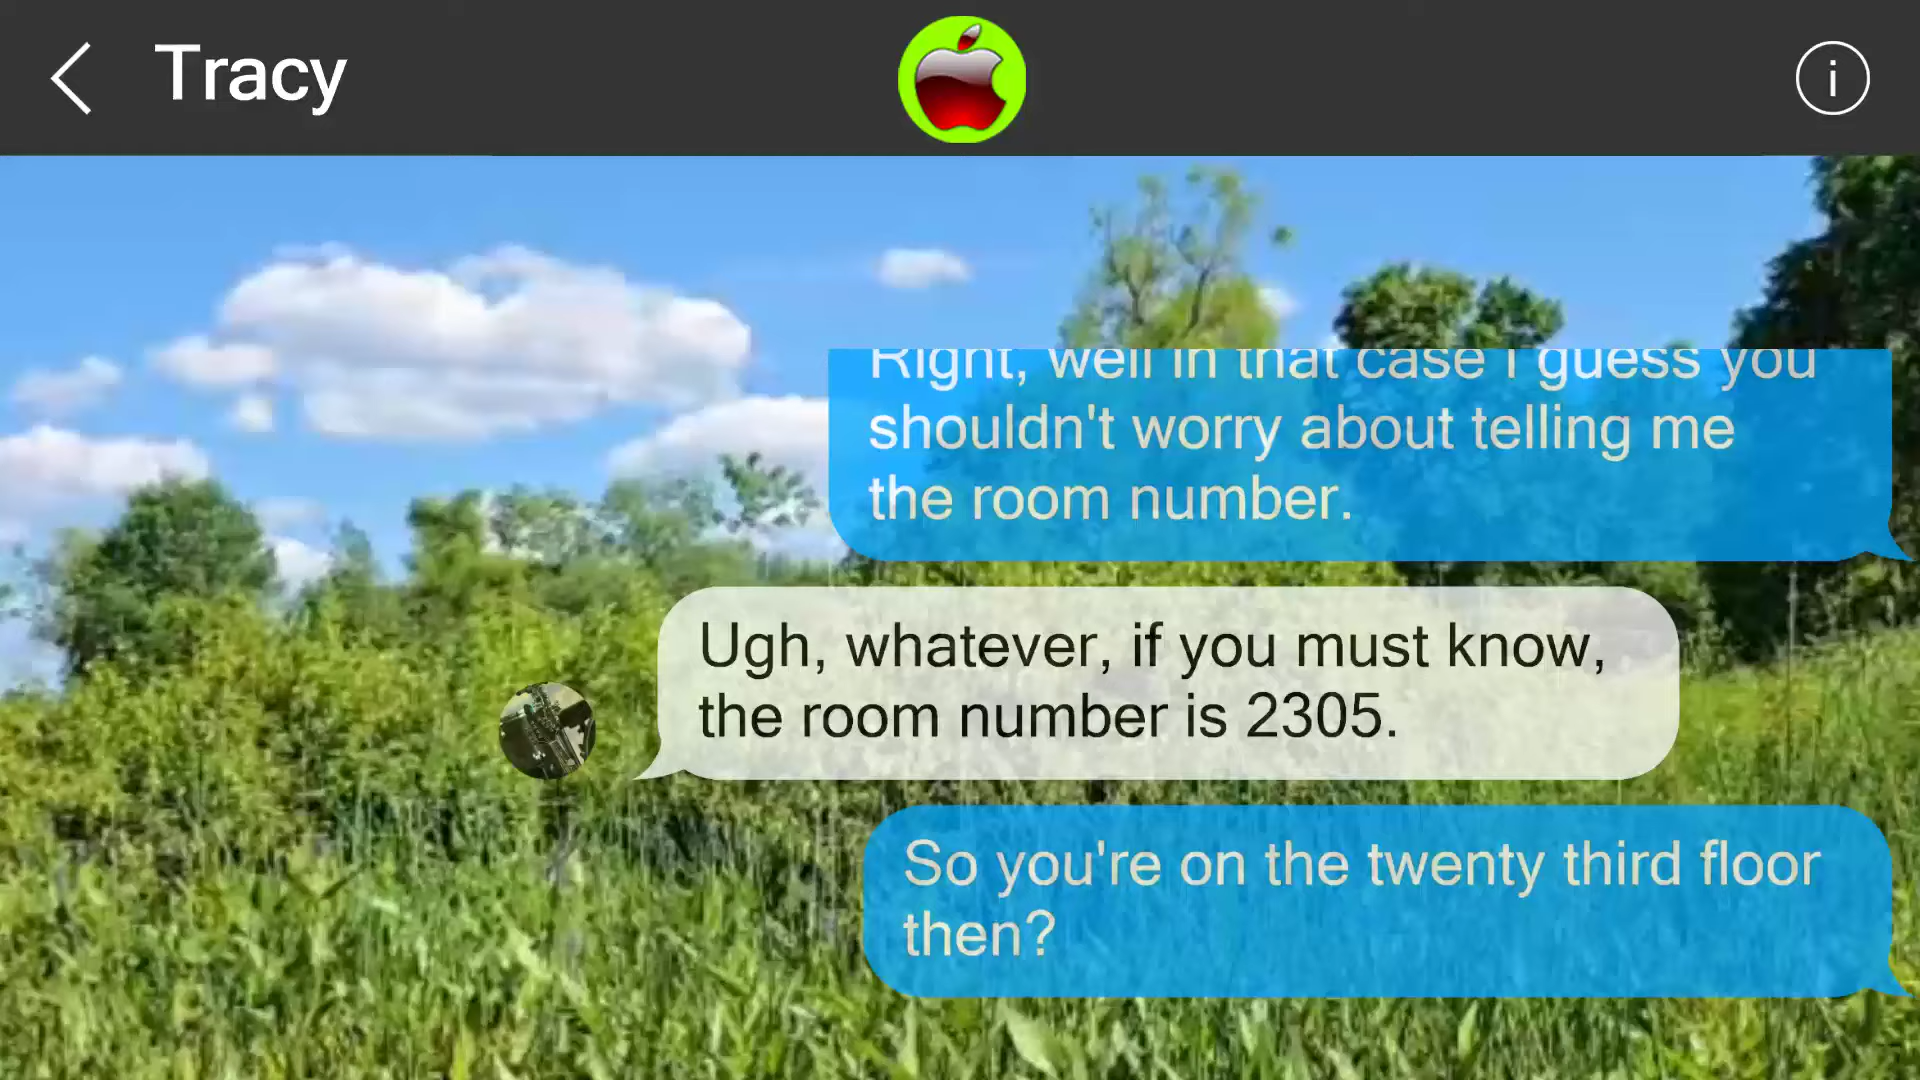 Tracy
Right, well in that case I guess you
shouldn't worry about telling me
the room number.
Ugh, whatever, if you must know,
the room number is 2305.
So you're on the twenty third floor
then?